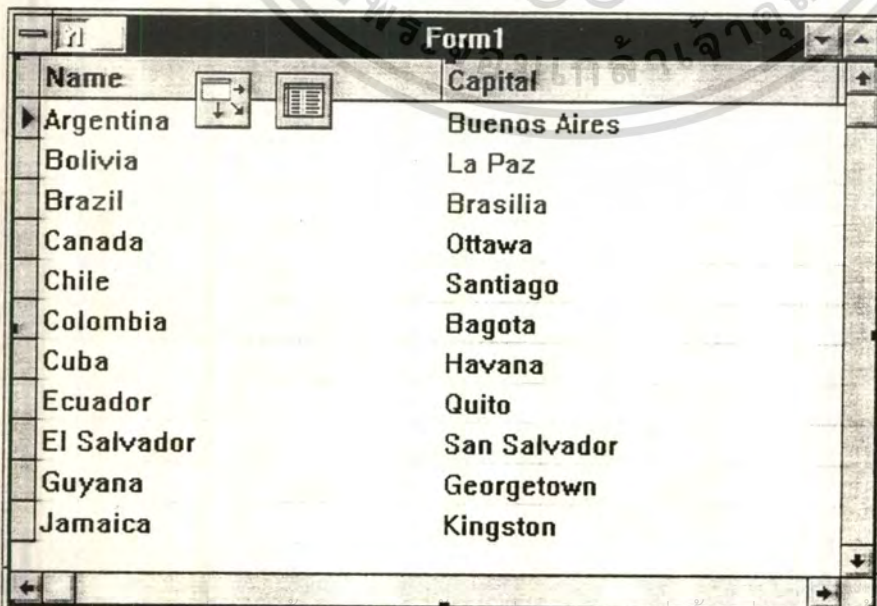 Form1
Name Capital
Argentina Buenos Aires
Bolivia La Paz
Brazil Brasilia
Canada Ottawa
Chile Santiago
Colombia Bagota
Cuba Havana
Ecuador Quito
El Salvador San Salvador
Guyana Georgetown
Jamaica Kingston